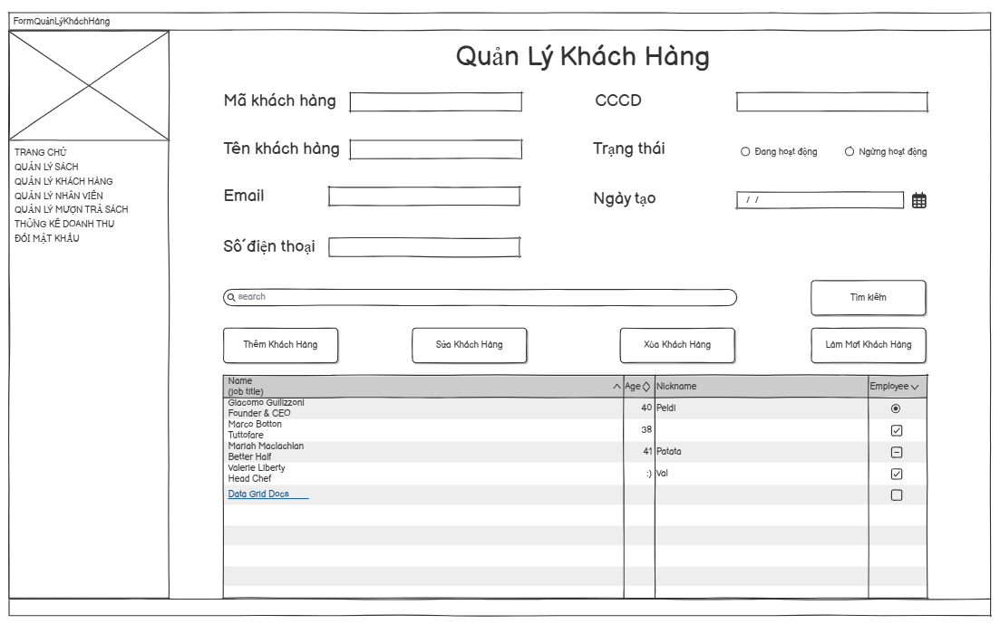 FormQuảnLýKháchHàng
TRANG CHỦ
QUẢN LÝ SÁCH
QUẢN LÝ KHÁCH HÀNG
QUẢN LÝ NHÂN VIÊN
QUẢN LÝ MƯỢN TRẢ SÁCH
THỐNG KÊ DOANH THU
ĐỔI MẬT KHẨU
Quản Lý Khách Hàng
Mã khách hàng
CCCD
Tên khách hàng
Trạng thái
Đang hoạt động
Ngừng hoạt động
Email
Ngày tạo
/ /
Số điện thoại
search
Tìm kiếm
Thêm Khách Hàng
Sửa Khách Hàng
Xóa Khách Hàng
Làm Mới Khách Hàng
Name
(job title)
Age
Nickname
Employee
Giacomo Guilizzoni
Founder & CEO
40
Peldi
Marco Botton
Tuttofare
38
Mariah Maclachlan
Better Half
41
Patata
Valerie Liberty
Head Chef
:)
Val
Data Grid Docs